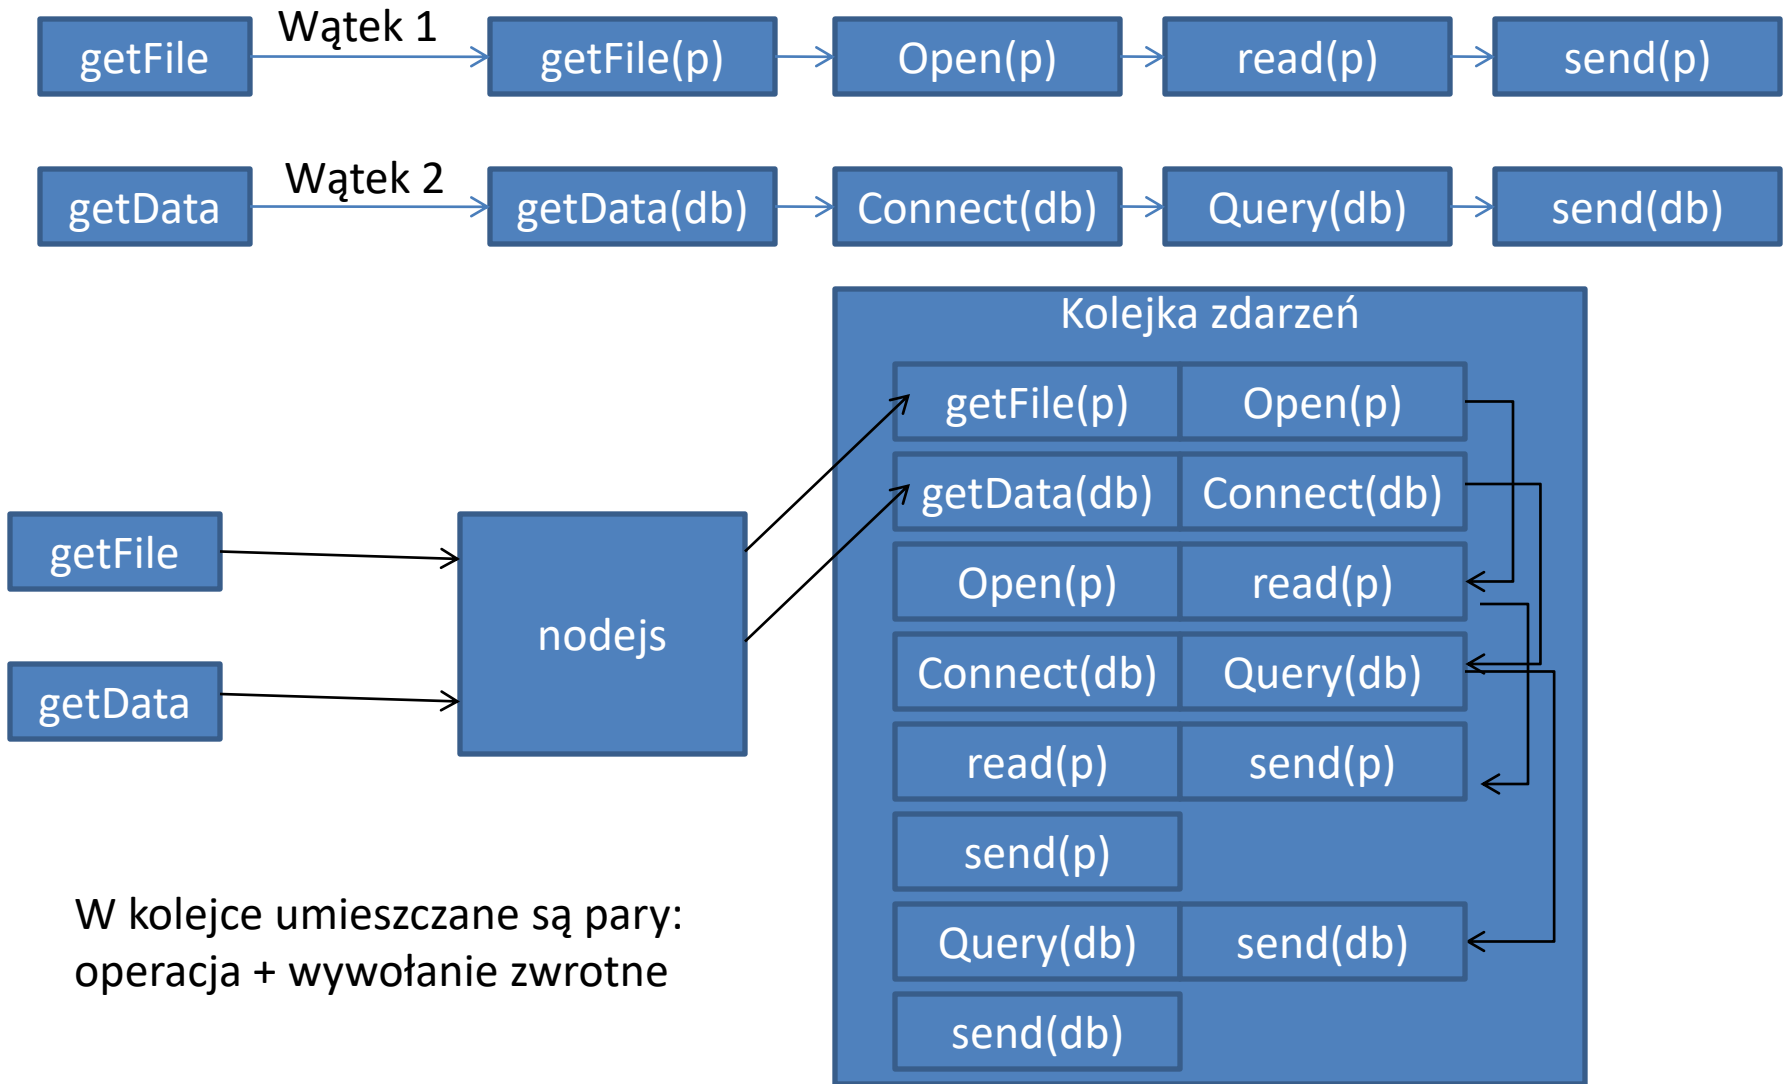 Wątek 1
getFile
getFile(p)
Open(p)
read(p)
send(p)
Wątek 2
getData
getData(db)
Connect(db)
Query(db)
send(db)
Kolejka zdarzeń
getFile(p)
Open(p)
getData(db)
Connect(db)
getFile
Open(p)
read(p)
nodejs
Connect(db)
Query(db)
getData
read(p)
send(p)
send(p)
W kolejce umieszczane są pary:
operacja + wywołanie zwrotne
Query(db)
send(db)
send(db)